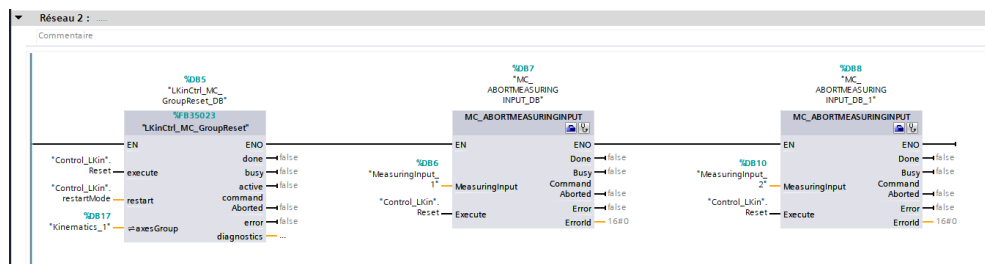 Réseau 2 : .....
Commentaire
%DB5
"LKinCtrl_MC_
GroupReset_DB"
%FB35023
"LKinCtrl_MC_GroupReset"
EN
ENO
done
false
"Control_LKin".
Reset
execute
busy
false
active
false
"Control_LKin".
restartMode
restart
command
Aborted
false
%DB17
"Kinematics_1"
axesGroup
error
false
diagnostics
...
%DB7
"MC_
ABORTMEASURING
INPUT_DB"
MC_ABORTMEASURINGINPUT
EN
ENO
Done
false
%DB6
"MeasuringInput_
1"
MeasuringInput
Busy
false
Command
Aborted
false
"Control_LKin".
Reset
Execute
Error
false
ErrorId
16#0
%DB8
"MC_
ABORTMEASURING
INPUT_DB_1"
MC_ABORTMEASURINGINPUT
EN
ENO
Done
false
%DB10
"MeasuringInput_
2"
MeasuringInput
Busy
false
Command
Aborted
false
"Control_LKin".
Reset
Execute
Error
false
ErrorId
16#0